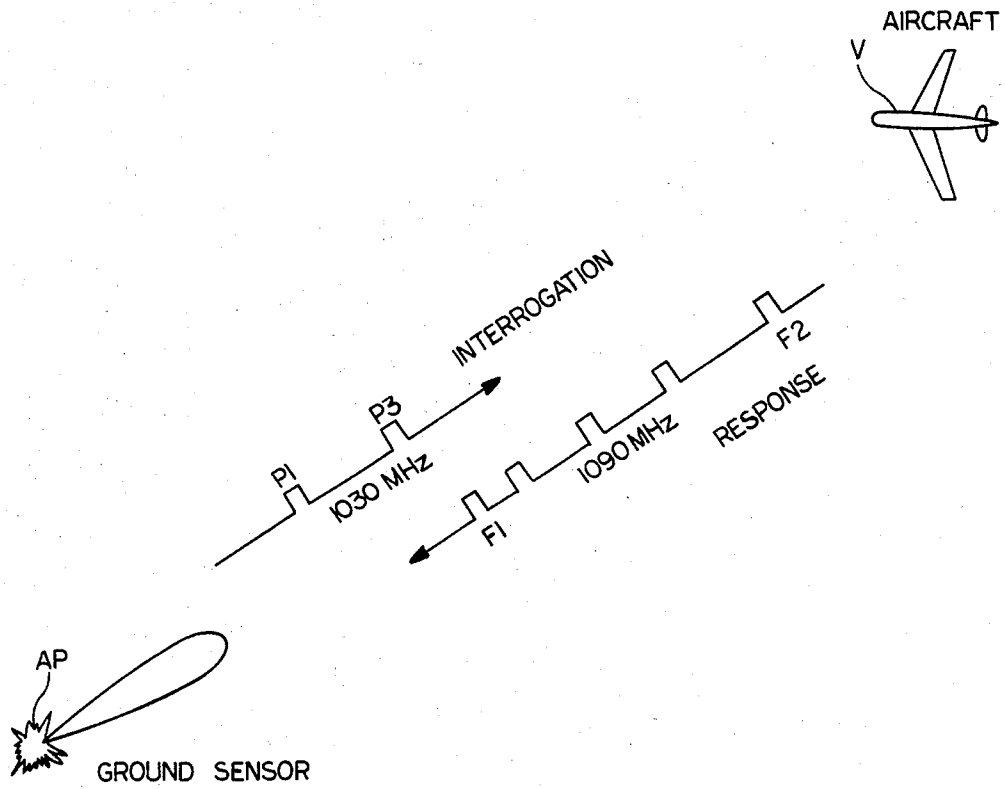 AIRCRAFT
V
INTERROGATION
P3
P1
1030 MHz
F2
RESPONSE
1090 MHz
F1
AP
GROUND SENSOR